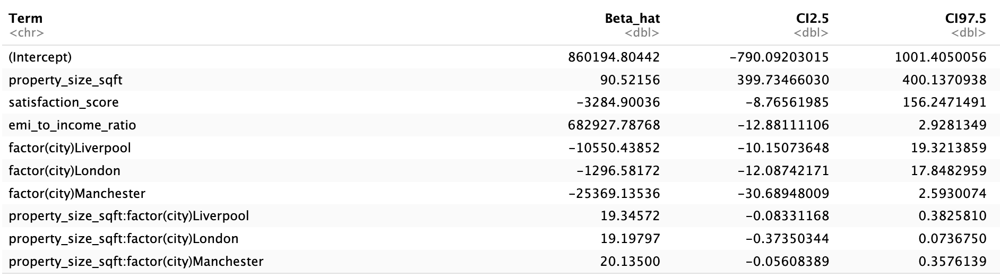 Term Beta_hat CI2.5 CI97.5
<chr> <dbl> <dbl> <dbl>
(Intercept) 860194.80442 -790.09203015 1001.4050056
property_size_sqft 90.52156 399.73466030 400.1370938
satisfaction_score -3284.90036 -8.76561985 156.2471491
emi_to_income_ratio 682927.78768 -12.88111106 2.9281349
factor(city)Liverpool -10550.43852 -10.15073648 19.3213859
factor(city)London -1296.58172 -12.08742171 17.8482959
factor(city)Manchester -25369.13536 -30.68948009 2.5930074
property_size_sqft:factor(city)Liverpool 19.34572 -0.08331168 0.3825810
property_size_sqft:factor(city)London 19.19797 -0.37350344 0.0736750
property_size_sqft:factor(city)Manchester 20.13500 -0.05608389 0.3576139